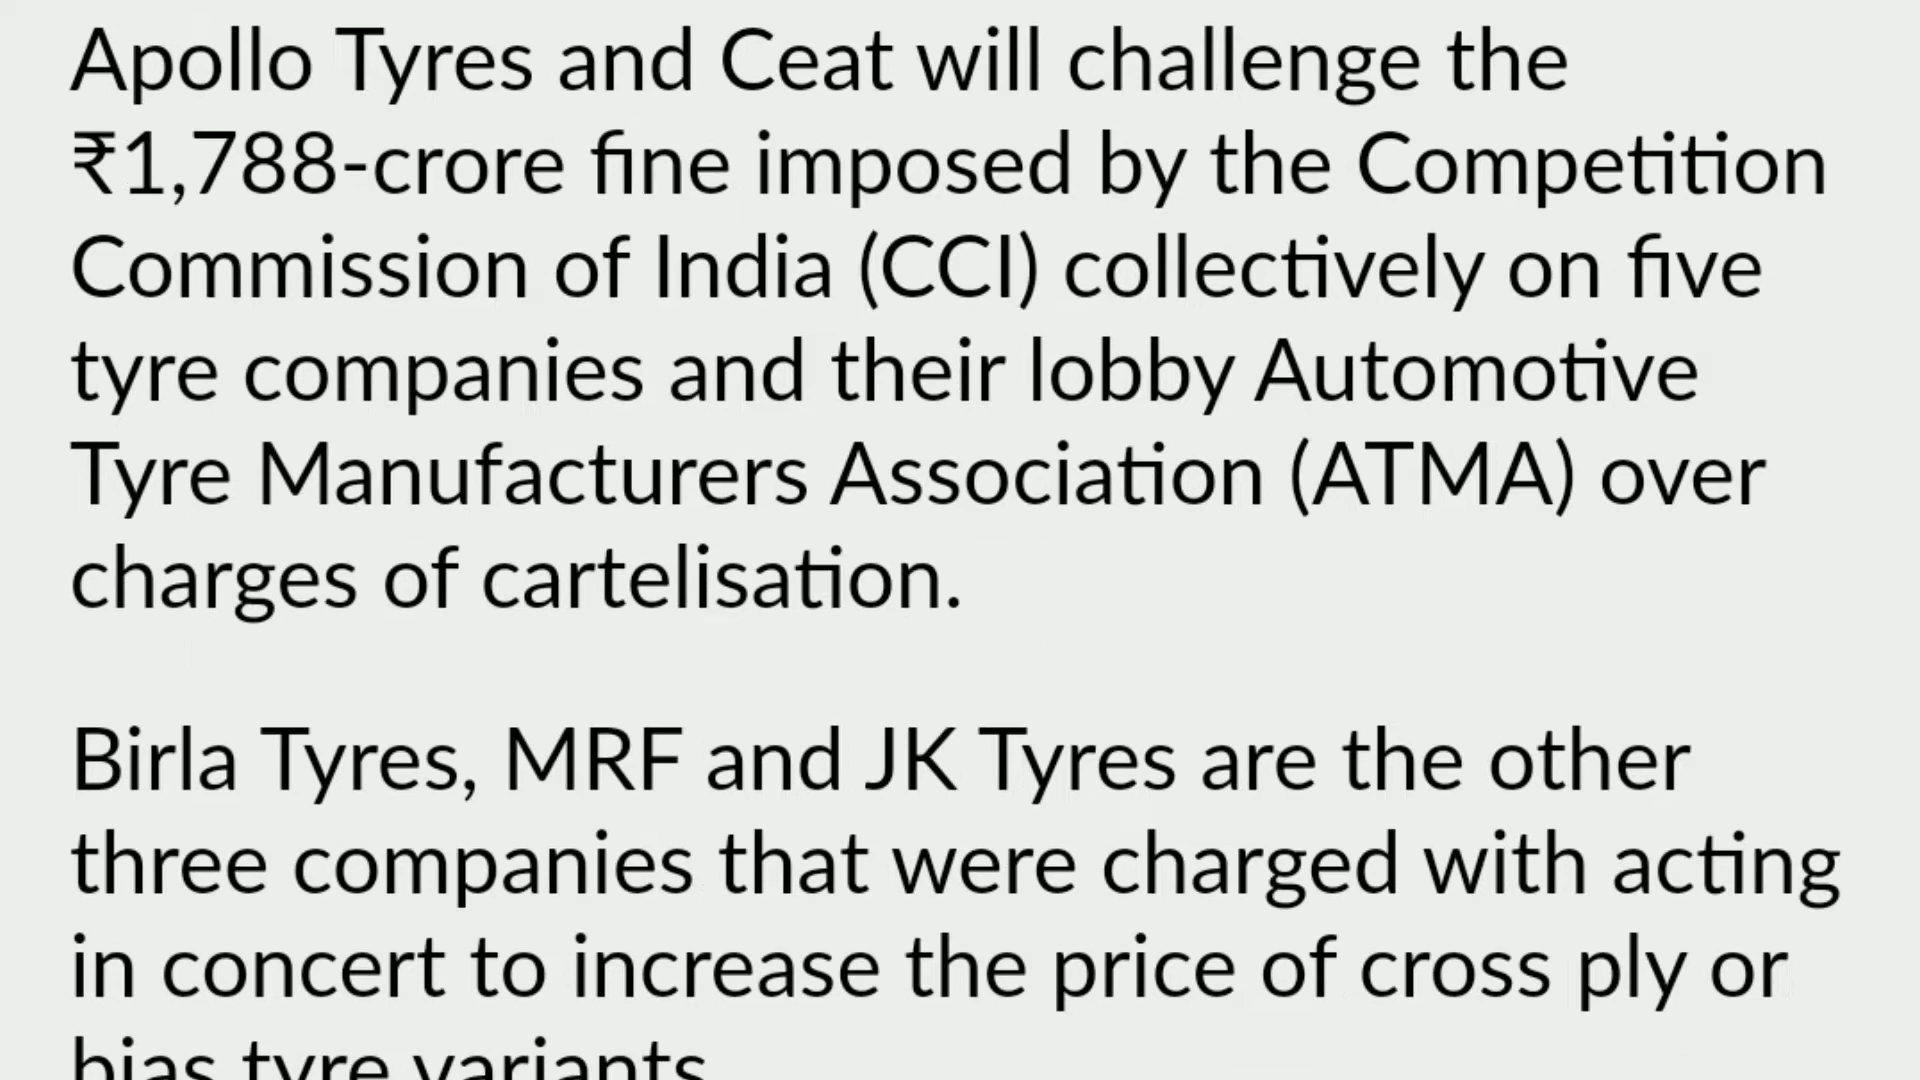 Apollo Tyres and Ceat will challenge the
₹1,788-crore fine imposed by the Competition
Commission of India (CCI) collectively on five
tyre companies and their lobby Automotive
Tyre Manufacturers Association (ATMA) over
charges of cartelisation.
Birla Tyres, MRF and JK Tyres are the other
three companies that were charged with acting
in concert to increase the price of cross ply or
bias tyre variants